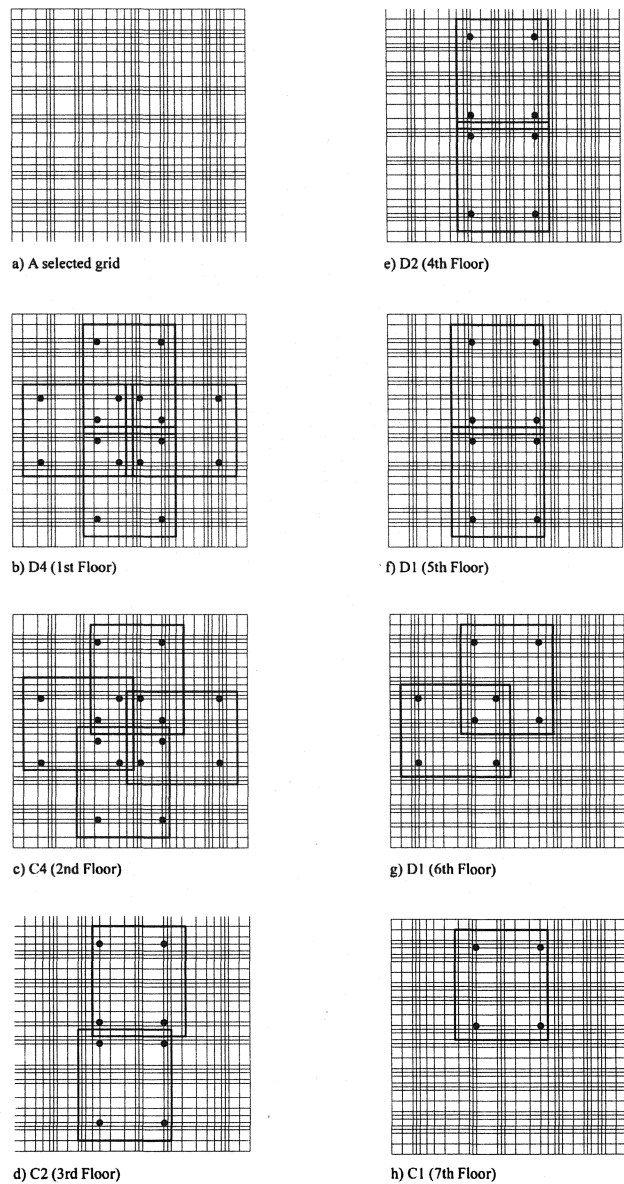 a) A selected grid
b) D4 (1st Floor)
c) C4 (2nd Floor)
d) C2 (3rd Floor)
e) D2 (4th Floor)
f) D1 (5th Floor)
g) D1 (6th Floor)
h) C1 (7th Floor)